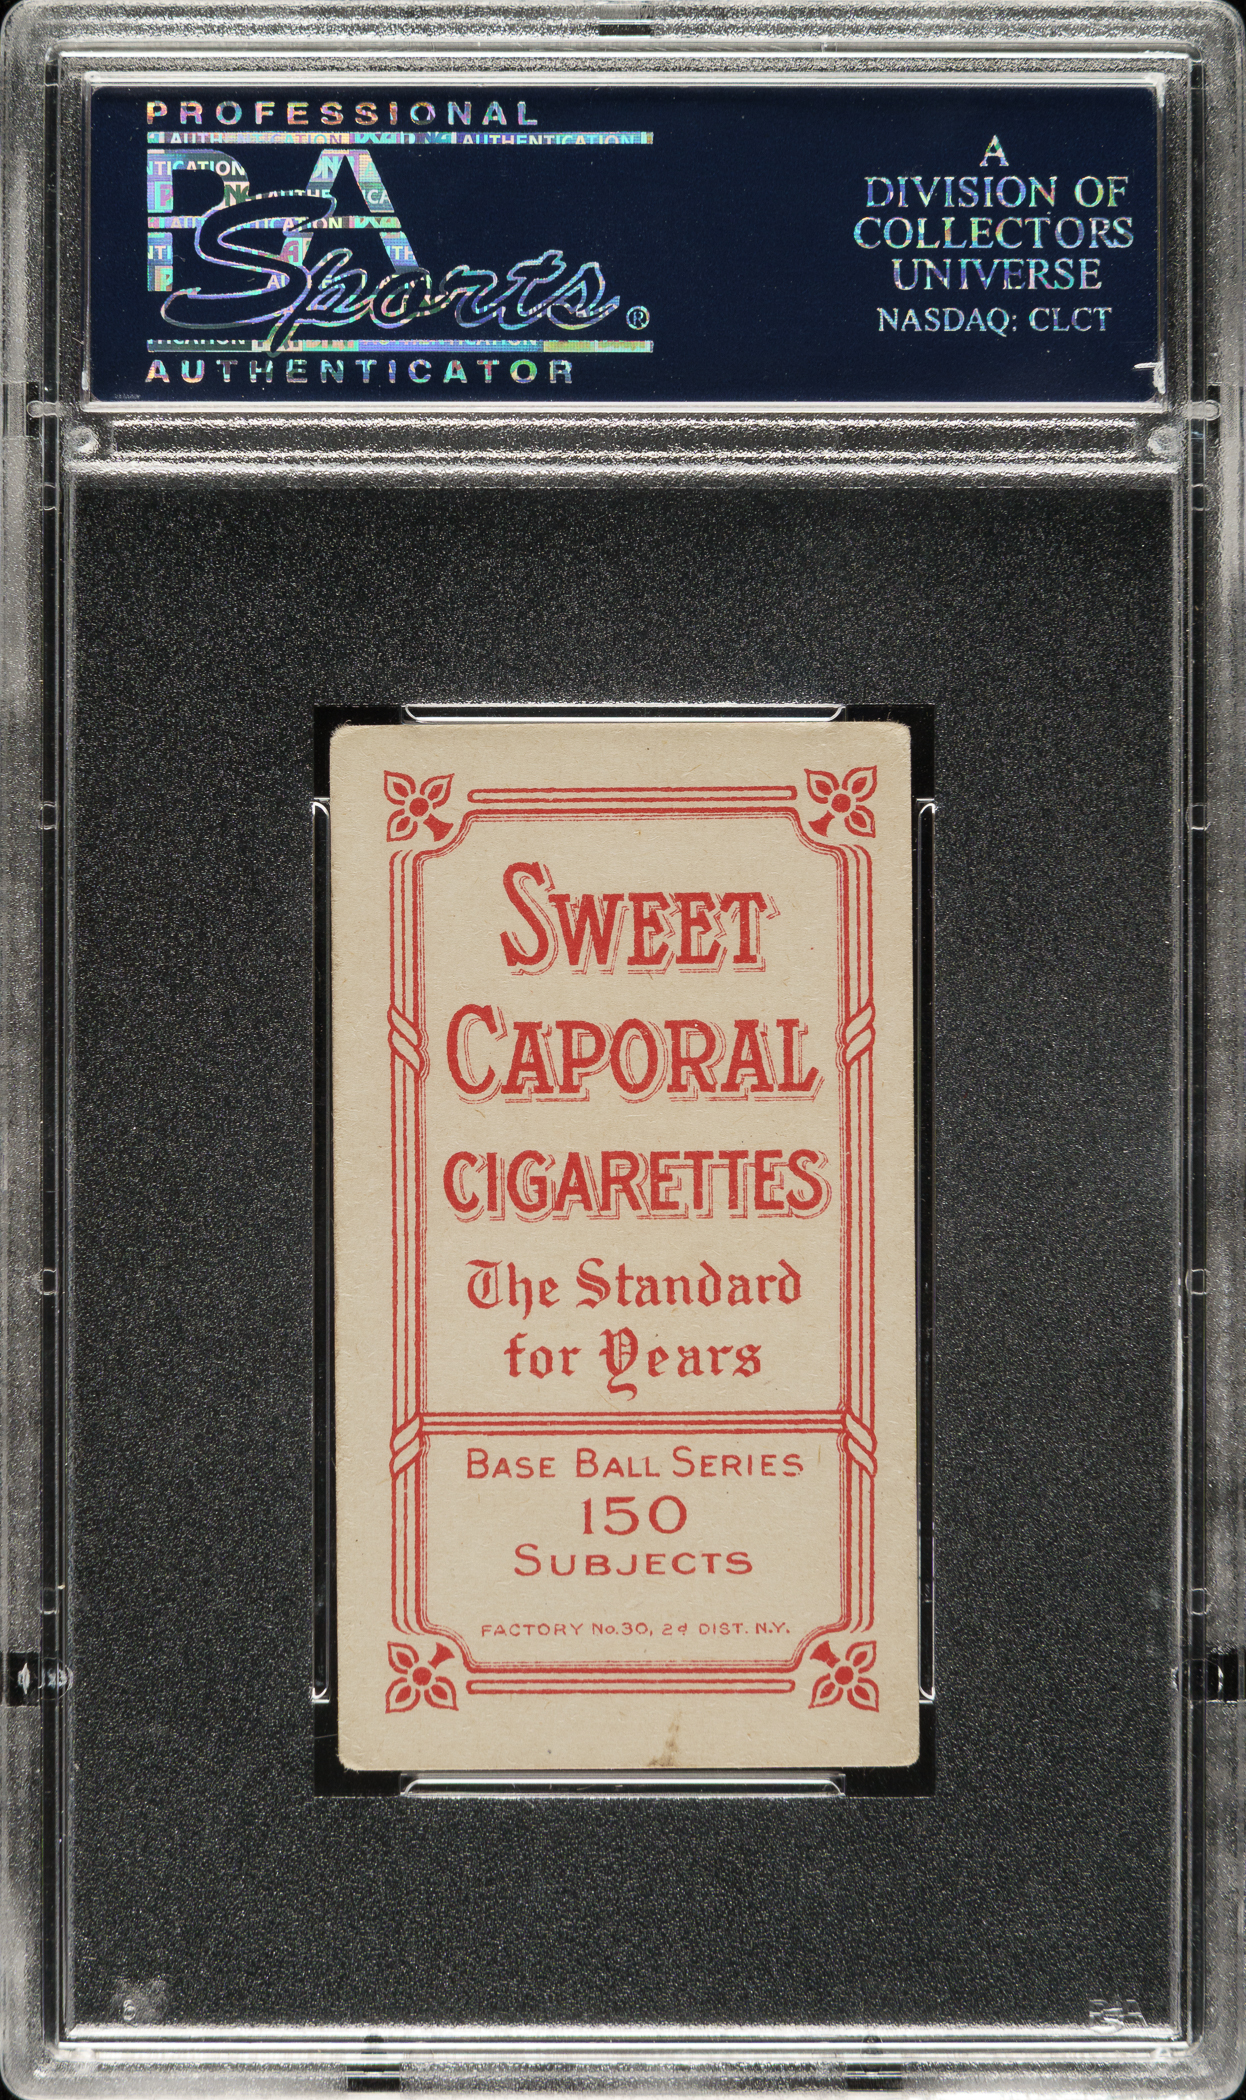 PROFESSIONAL
PSA
Sports®
AUTHENTICATOR
A
DIVISION OF
COLLECTORS
UNIVERSE
NASDAQ: CLCT
SWEET
CAPORAL
CIGARETTES
The Standard
for Years
BASE BALL SERIES
150
SUBJECTS
FACTORY No. 30, 2d DIST. N.Y.
PSA